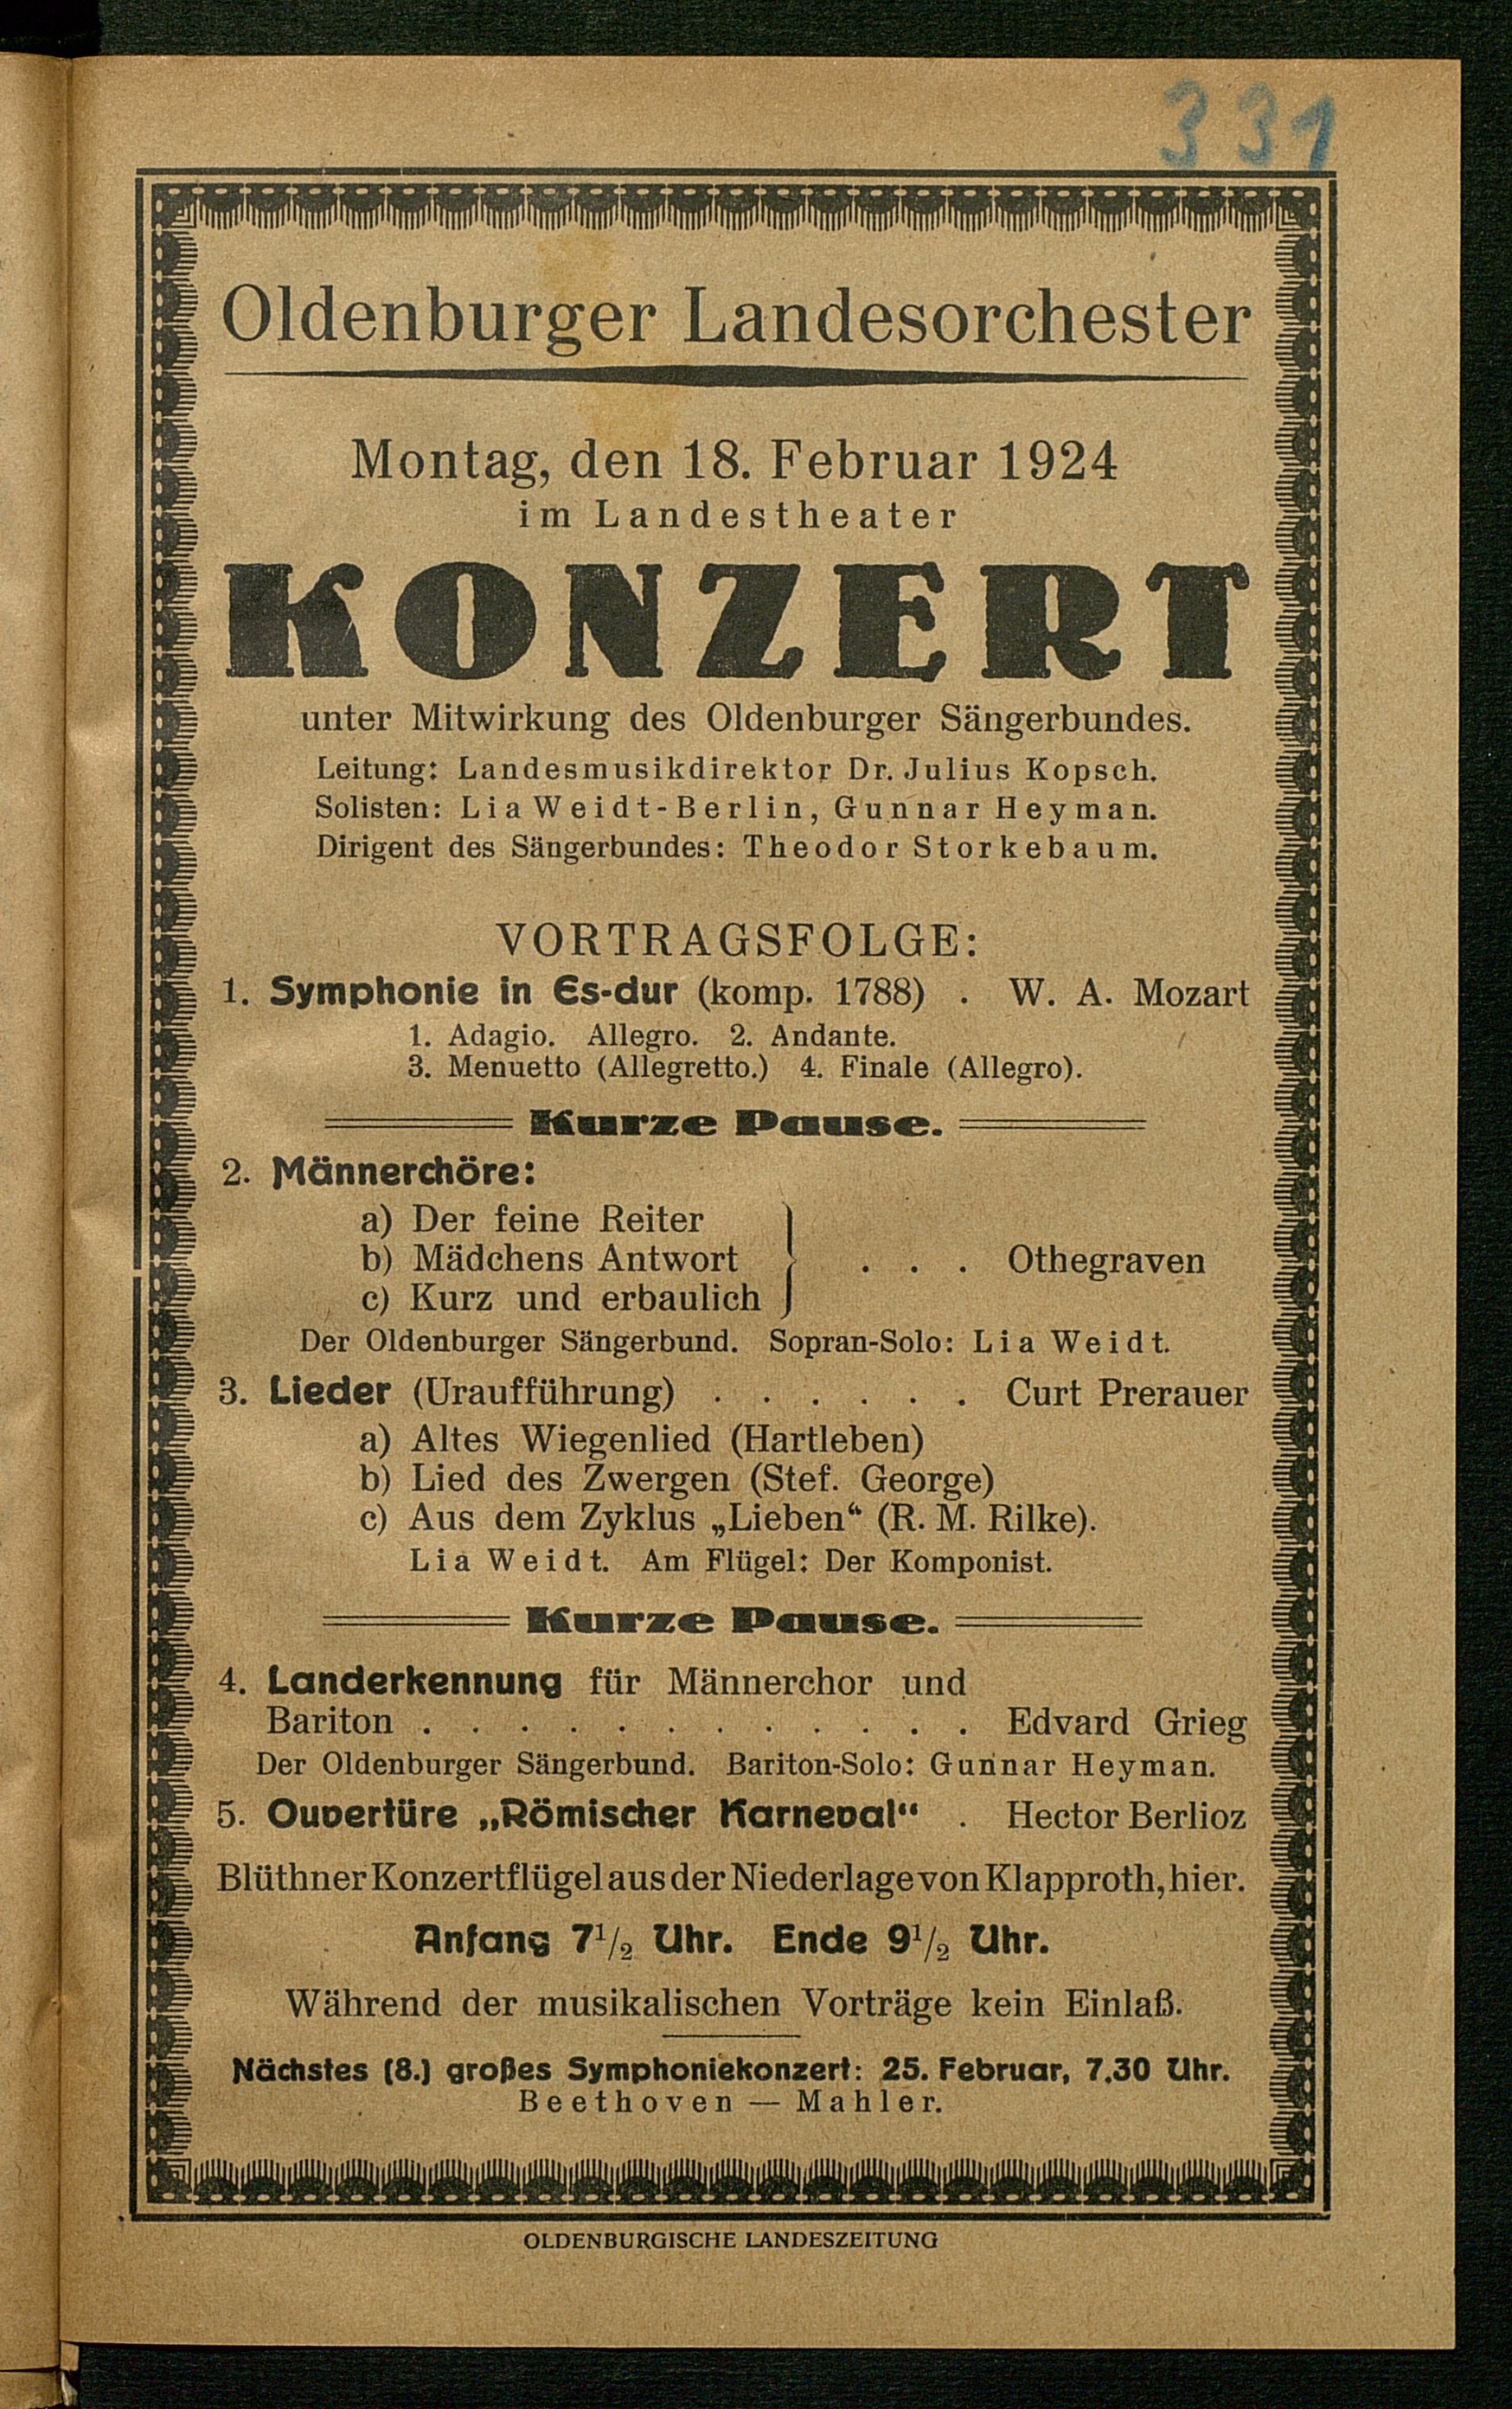 331
Oldenburger Landesorchester
Montag, den 18. Februar 1924
im Landestheater
KONZERT
unter Mitwirkung des Oldenburger Sängerbundes.
Leitung: Landesmusikdirektor Dr. Julius Kopsch.
Solisten: Lia Weidt-Berlin, Gunnar Heyman.
Dirigent des Sängerbundes: Theodor Storkebaum.
VORTRAGSFOLGE:
1. Symphonie in Es-dur (komp. 1788) . W. A. Mozart
1. Adagio. Allegro. 2. Andante.
3. Menuetto (Allegretto.) 4. Finale (Allegro).
Kurze Pause.
2. Männerchöre:
a) Der feine Reiter
b) Mädchens Antwort . . . Othegraven
c) Kurz und erbaulich
Der Oldenburger Sängerbund. Sopran-Solo: Lia Weidt.
3. Lieder (Uraufführung) . . . . . . Curt Prerauer
a) Altes Wiegenlied (Hartleben)
b) Lied des Zwergen (Stef. George)
c) Aus dem Zyklus „Lieben“ (R. M. Rilke).
Lia Weidt. Am Flügel: Der Komponist.
Kurze Pause.
4. Landerkennung für Männerchor und
Bariton . . . . . . . . . . . . Edvard Grieg
Der Oldenburger Sängerbund. Bariton-Solo: Gunnar Heyman.
5. Ouvertüre „Römischer Karneval“ . Hector Berlioz
Blüthner Konzertflügel aus der Niederlage von Klapproth, hier.
Anfang 7½ Uhr. Ende 9½ Uhr.
Während der musikalischen Vorträge kein Einlaß.
Nächstes (8.) großes Symphoniekonzert: 25. Februar, 7.30 Uhr.
Beethoven — Mahler.
OLDENBURGISCHE LANDESZEITUNG